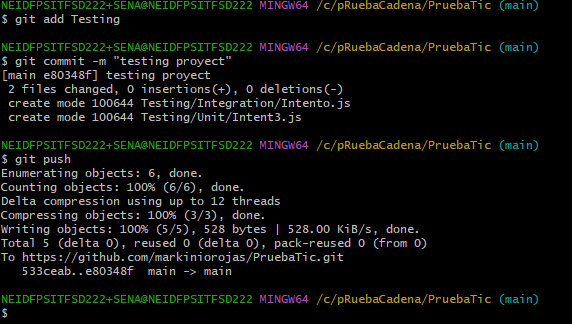 NEIDFPSITFSD222+SENA@NEIDFPSITFSD222 MINGW64 /c/pRuebaCadena/PruebaTic (main)
$ git add Testing
NEIDFPSITFSD222+SENA@NEIDFPSITFSD222 MINGW64 /c/pRuebaCadena/PruebaTic (main)
$ git commit -m "testing proyect"
[main e80348f] testing proyect
 2 files changed, 0 insertions(+), 0 deletions(-)
 create mode 100644 Testing/Integration/Intento.js
 create mode 100644 Testing/Unit/Intent3.js
NEIDFPSITFSD222+SENA@NEIDFPSITFSD222 MINGW64 /c/pRuebaCadena/PruebaTic (main)
$ git push
Enumerating objects: 6, done.
Counting objects: 100% (6/6), done.
Delta compression using up to 12 threads
Compressing objects: 100% (3/3), done.
Writing objects: 100% (5/5), 528 bytes | 528.00 KiB/s, done.
Total 5 (delta 0), reused 0 (delta 0), pack-reused 0 (from 0)
To https://github.com/markiniorojas/PruebaTic.git
   533ceab..e80348f  main -> main
NEIDFPSITFSD222+SENA@NEIDFPSITFSD222 MINGW64 /c/pRuebaCadena/PruebaTic (main)
$